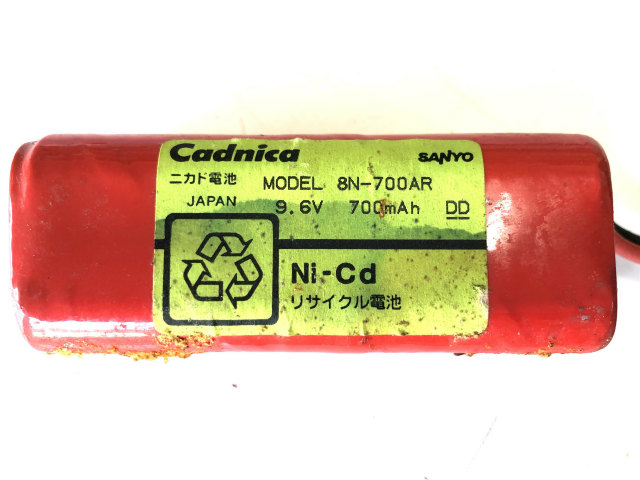 Cadnica SANYO
ニカド電池 MODEL 8N-700AR
JAPAN 9.6V 700mAh DD
Ni-Cd
リサイクル電池